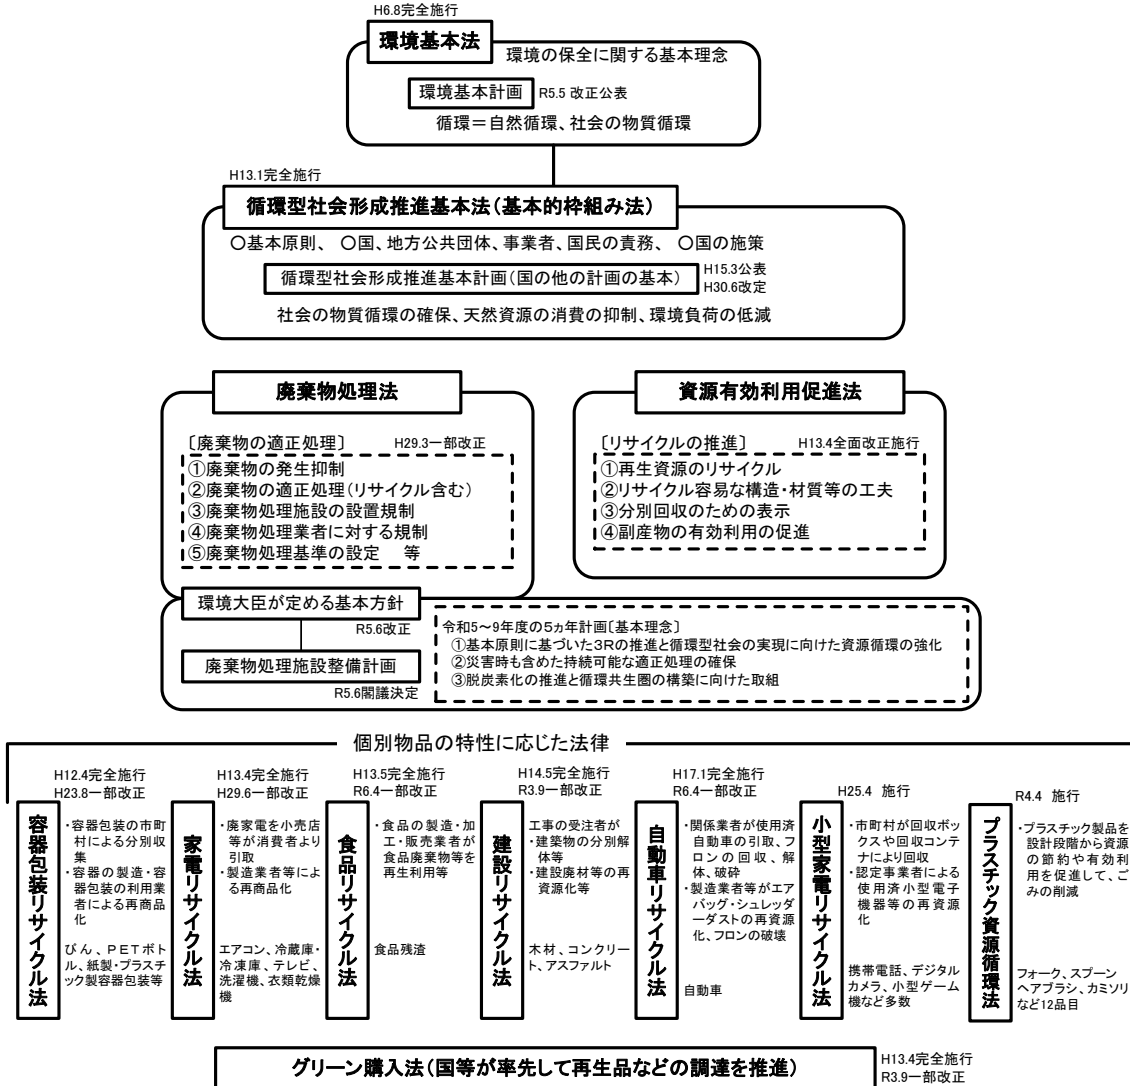 H6.8完全施行
環境基本法
環境の保全に関する基本理念
環境基本計画
R5.5 改正公表
循環＝自然循環、社会の物質循環
H13.1完全施行
循環型社会形成推進基本法（基本的枠組み法）
〇基本原則、 〇国、地方公共団体、事業者、国民の責務、 〇国の施策
循環型社会形成推進基本計画（国の他の計画の基本）
H15.3公表
H30.6改定
社会の物質循環の確保、天然資源の消費の抑制、環境負荷の低減
廃棄物処理法
〔廃棄物の適正処理〕
H29.3一部改正
①廃棄物の発生抑制
②廃棄物の適正処理（リサイクル含む）
③廃棄物処理施設の設置規制
④廃棄物処理業者に対する規制
⑤廃棄物処理基準の設定 等
資源有効利用促進法
〔リサイクルの推進〕
H13.4全面改正施行
①再生資源のリサイクル
②リサイクル容易な構造・材質等の工夫
③分別回収のための表示
④副産物の有効利用の促進
環境大臣が定める基本方針
R5.6改正
廃棄物処理施設整備計画
R5.6閣議決定
令和5～9年度の5ヵ年計画〔基本理念〕
①基本原則に基づいた3Rの推進と循環型社会の実現に向けた資源循環の強化
②災害時も含めた持続可能な適正処理の確保
③脱炭素化の推進と循環共生圏の構築に向けた取組
個別物品の特性に応じた法律
H12.4完全施行
H23.8一部改正
容器包装リサイクル法
・容器包装の市町
村による分別収
集
・容器の製造・容
器包装の利用業
者による再商品
化
びん、PETボト
ル、紙製・プラスチ
ック製容器包装等
H13.4完全施行
H29.6一部改正
家電リサイクル法
・廃家電を小売店
等が消費者より
引取
・製造業者等によ
る再商品化
エアコン、冷蔵庫・
冷凍庫、テレビ、
洗濯機、衣類乾燥
機
H13.5完全施行
R6.4一部改正
食品リサイクル法
・食品の製造・加
工・販売業者が
食品廃棄物等を
再生利用等
食品残渣
H14.5完全施行
R3.9一部改正
建設リサイクル法
工事の受注者が
・建築物の分別解
体等
・建設廃材等の再
資源化等
木材、コンクリー
ト、アスファルト
H17.1完全施行
R6.4一部改正
自動車リサイクル法
・関係業者が使用済
自動車の引取、フ
ロンの回収、解
体、破砕
・製造業者等がエア
バッグ・シュレッダ
ーダストの再資源
化、フロンの破壊
自動車
H25.4 施行
小型家電リサイクル法
・市町村が回収ボッ
クスや回収コンテ
ナにより回収
・認定事業者による
使用済小型電子
機器等の再資源
化
携帯電話、デジタル
カメラ、小型ゲーム
機など多数
R4.4 施行
プラスチック資源循環法
・プラスチック製品を
設計段階から資源
の節約や有効利
用を促進して、ご
みの削減
フォーク、スプーン
ヘアブラシ、カミソリ
など12品目
グリーン購入法（国等が率先して再生品などの調達を推進）
H13.4完全施行
R3.9一部改正